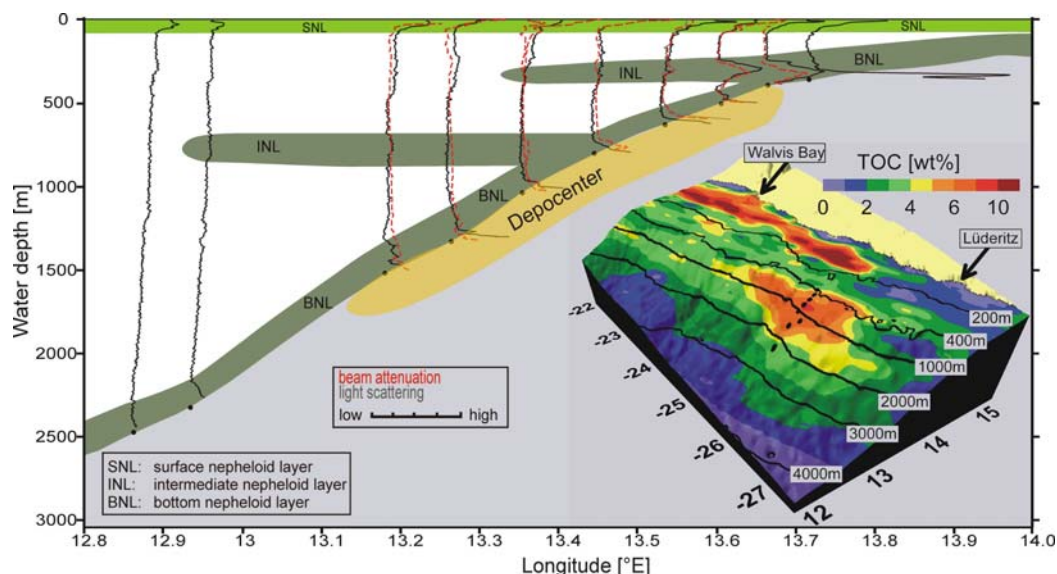 SNL
SNL
INL
BNL
INL
BNL
BNL
Depocenter
Water depth [m]
0
500
1000
1500
2000
2500
3000
12.8
12.9
13
13.1
13.2
13.3
13.4
13.5
13.6
13.7
13.8
13.9
14.0
Longitude [°E]
beam attenuation
light scattering
low high
SNL: surface nepheloid layer
INL: intermediate nepheloid layer
BNL: bottom nepheloid layer
Walvis Bay
TOC [wt%]
0 2 4 6 10
Lüderitz
200m
400m
1000m
2000m
3000m
4000m
-22
-23
-24
-25
-26
-27
12
13
14
15